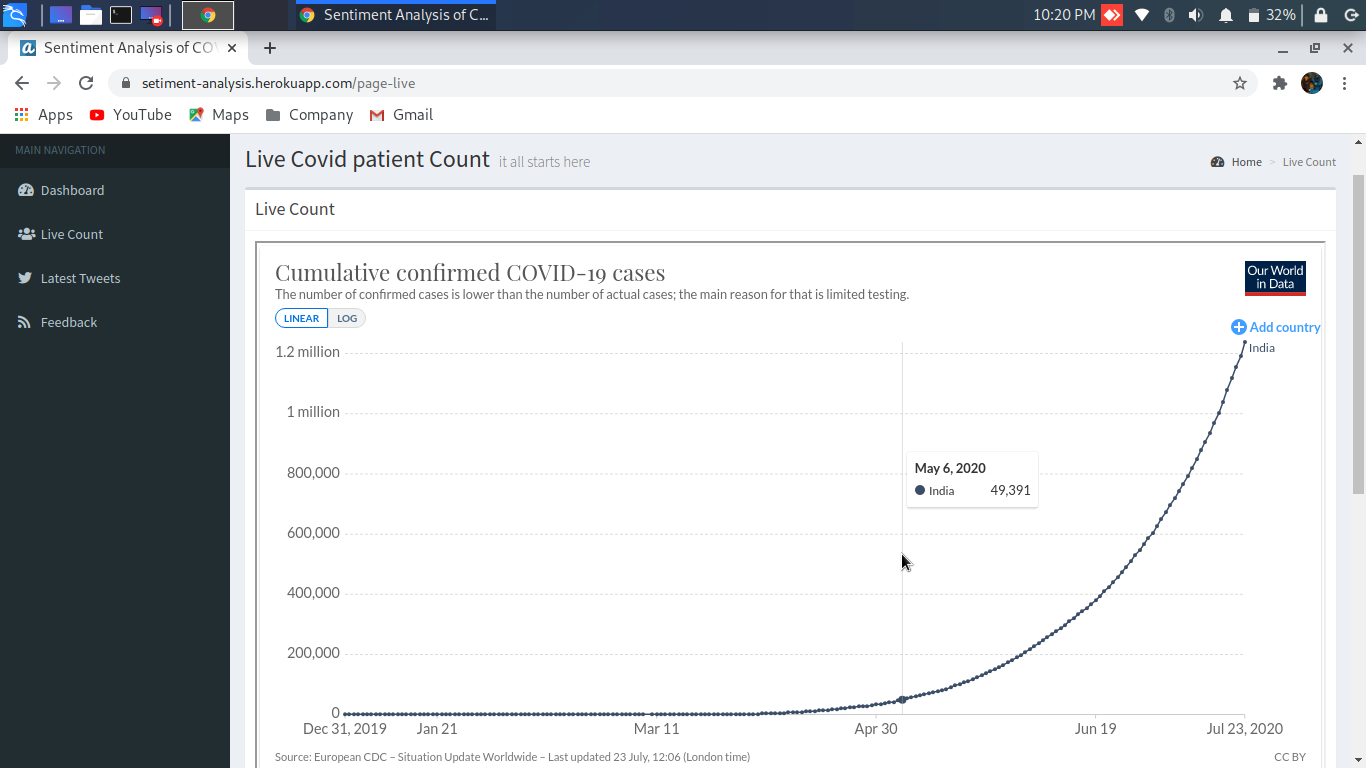 Sentiment Analysis of C...
10:20 PM
32%
Sentiment Analysis of CO
setiment-analysis.herokuapp.com/page-live
Apps YouTube Maps Company Gmail
MAIN NAVIGATION
Dashboard
Live Count
Latest Tweets
Feedback
Live Covid patient Count it all starts here
Home > Live Count
Live Count
Cumulative confirmed COVID-19 cases
The number of confirmed cases is lower than the number of actual cases; the main reason for that is limited testing.
Our World
in Data
LINEAR LOG
Add country
India
1.2 million
1 million
800,000
600,000
400,000
200,000
0
May 6, 2020
India 49,391
Dec 31, 2019 Jan 21 Mar 11 Apr 30 Jun 19 Jul 23, 2020
Source: European CDC – Situation Update Worldwide – Last updated 23 July, 12:06 (London time)
CC BY